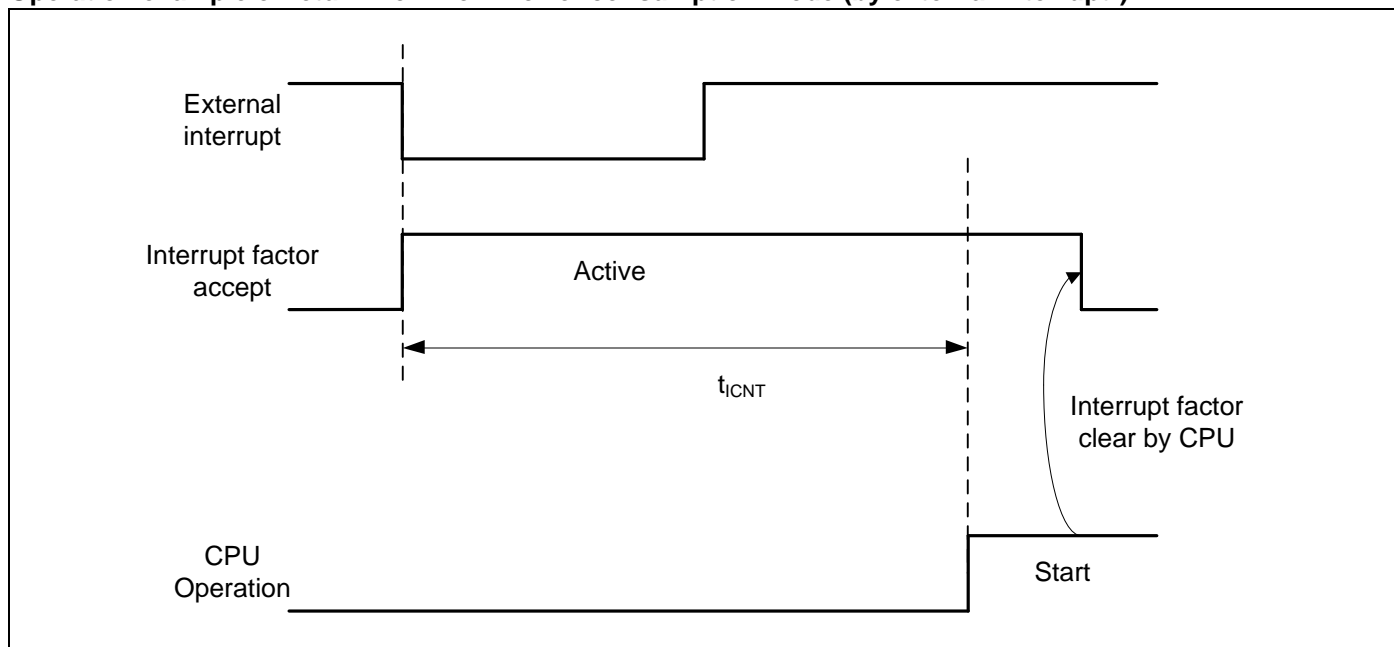 External
interrupt
Interrupt factor
accept
Active
tICNT
Interrupt factor
clear by CPU
CPU
Operation
Start